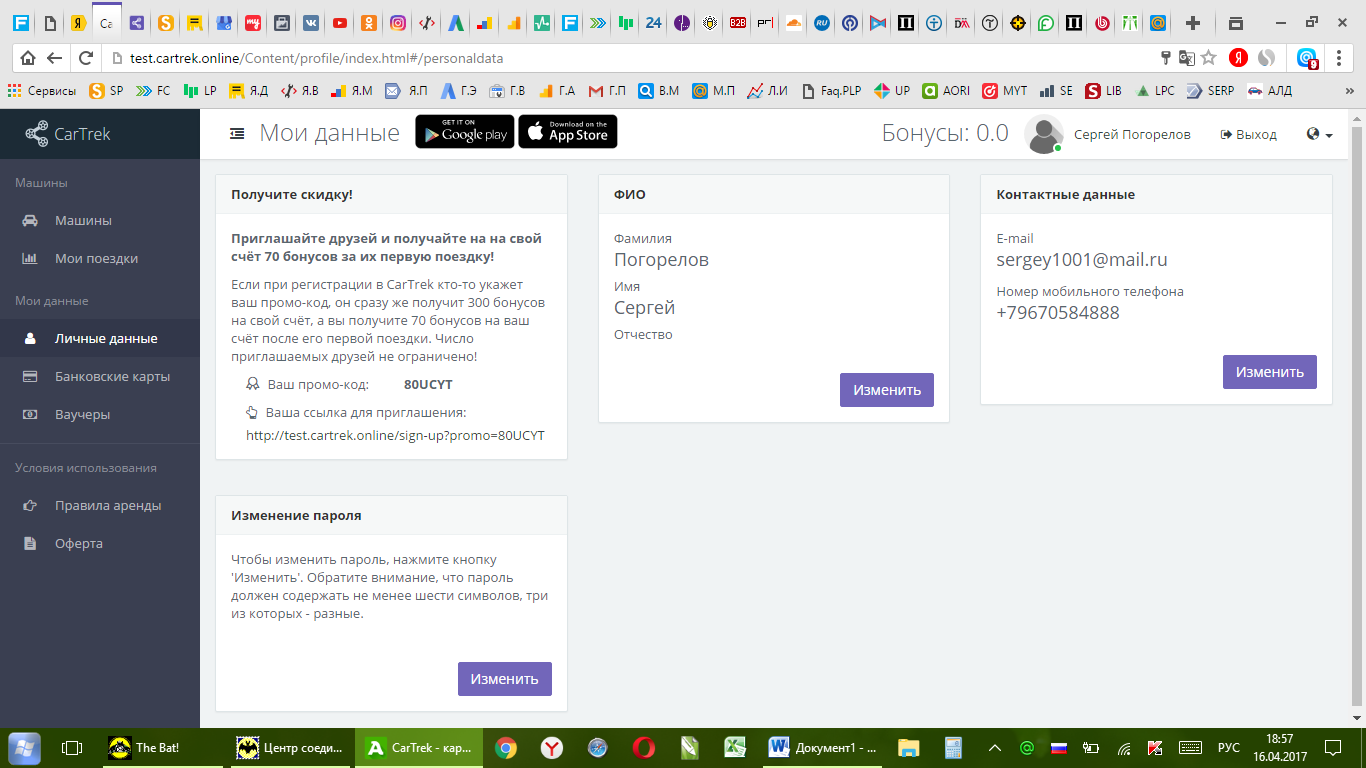 Са
test.cartrek.online/Content/profile/index.html#/personaldata
Сервисы SP FC LP Я.Д Я.В Я.М Я.П Г.Э Г.В Г.А Г.П В.М М.П Л.И Faq.PLP UP AORI MYT SE LIB LPC SERP АЛД »
CarTrek
Мои данные
GET IT ON Google play
Download on the App Store
Бонусы: 0.0
Сергей Погорелов
Выход
Машины
Машины
Мои поездки
Мои данные
Личные данные
Банковские карты
Ваучеры
Условия использования
Правила аренды
Оферта
Получите скидку!
Приглашайте друзей и получайте на на свой
счёт 70 бонусов за их первую поездку!
Если при регистрации в CarTrek кто-то укажет
ваш промо-код, он сразу же получит 300 бонусов
на свой счёт, а вы получите 70 бонусов на ваш
счёт после его первой поездки. Число
приглашаемых друзей не ограничено!
Ваш промо-код: 80UCYT
Ваша ссылка для приглашения:
http://test.cartrek.online/sign-up?promo=80UCYT
ФИО
Фамилия
Погорелов
Имя
Сергей
Отчество
Изменить
Контактные данные
E-mail
sergey1001@mail.ru
Номер мобильного телефона
+79670584888
Изменить
Изменение пароля
Чтобы изменить пароль, нажмите кнопку
'Изменить'. Обратите внимание, что пароль
должен содержать не менее шести символов, три
из которых - разные.
Изменить
The Bat!
Центр соеди...
CarTrek - кар...
Документ1 - ...
РУС
18:57
16.04.2017